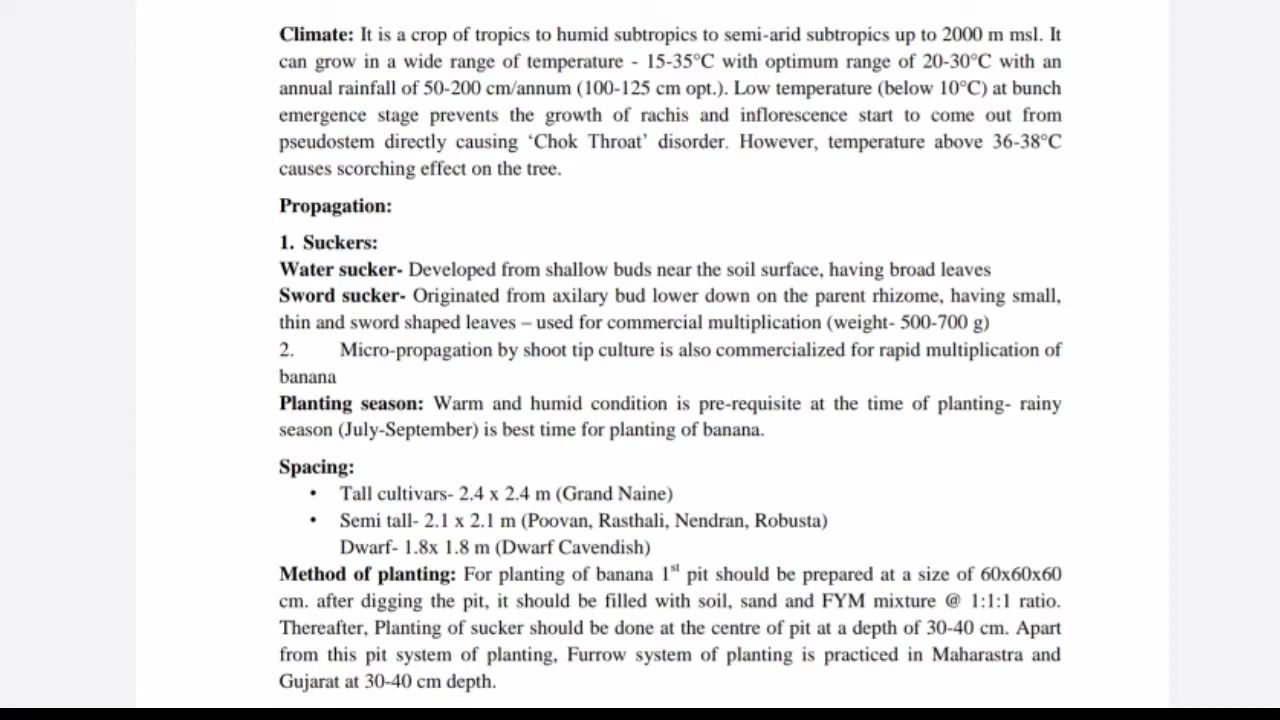 Climate: It is a crop of tropics to humid subtropics to semi-arid subtropics up to 2000 m msl. It
can grow in a wide range of temperature - 15-35°C with optimum range of 20-30°C with an
annual rainfall of 50-200 cm/annum (100-125 cm opt.). Low temperature (below 10°C) at bunch
emergence stage prevents the growth of rachis and inflorescence start to come out from
pseudostem directly causing ‘Chok Throat’ disorder. However, temperature above 36-38°C
causes scorching effect on the tree.
Propagation:
1. Suckers:
Water sucker- Developed from shallow buds near the soil surface, having broad leaves
Sword sucker- Originated from axilary bud lower down on the parent rhizome, having small,
thin and sword shaped leaves – used for commercial multiplication (weight- 500-700 g)
2. Micro-propagation by shoot tip culture is also commercialized for rapid multiplication of
banana
Planting season: Warm and humid condition is pre-requisite at the time of planting- rainy
season (July-September) is best time for planting of banana.
Spacing:
• Tall cultivars- 2.4 x 2.4 m (Grand Naine)
• Semi tall- 2.1 x 2.1 m (Poovan, Rasthali, Nendran, Robusta)
Dwarf- 1.8x 1.8 m (Dwarf Cavendish)
Method of planting: For planting of banana 1st pit should be prepared at a size of 60x60x60
cm. after digging the pit, it should be filled with soil, sand and FYM mixture @ 1:1:1 ratio.
Thereafter, Planting of sucker should be done at the centre of pit at a depth of 30-40 cm. Apart
from this pit system of planting, Furrow system of planting is practiced in Maharastra and
Gujarat at 30-40 cm depth.